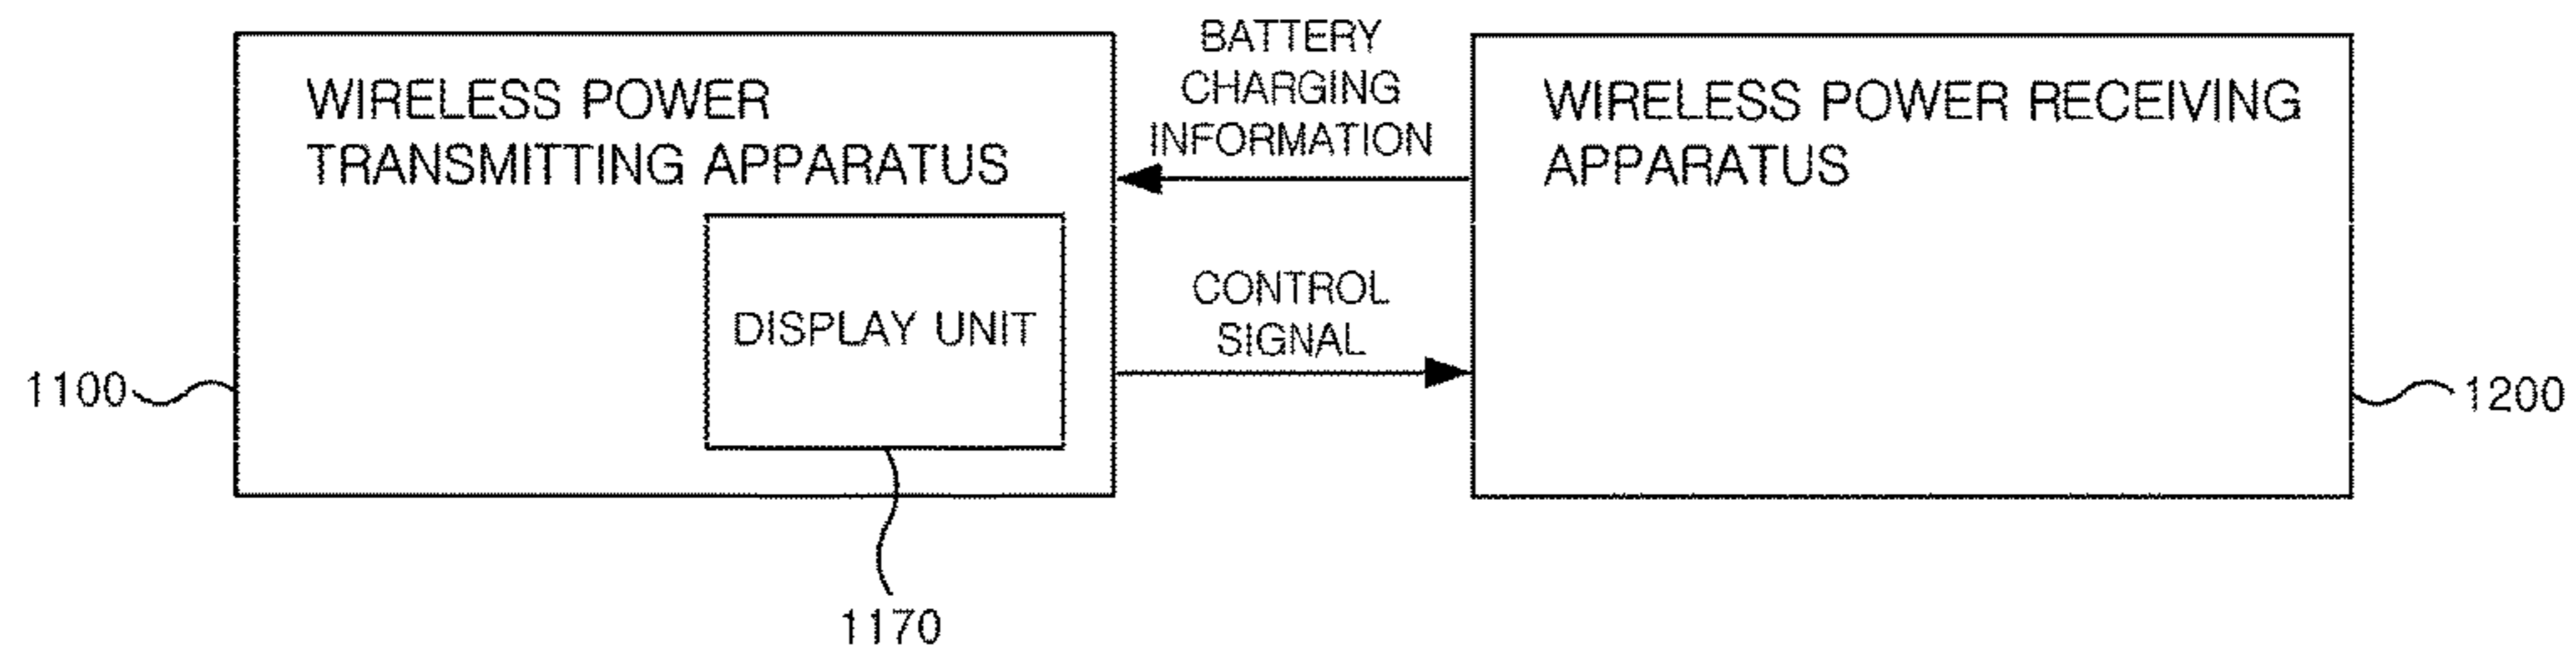 WIRELESS POWER
TRANSMITTING APPARATUS
DISPLAY UNIT
1100
1170
BATTERY
CHARGING
INFORMATION
CONTROL
SIGNAL
WIRELESS POWER RECEIVING
APPARATUS
1200